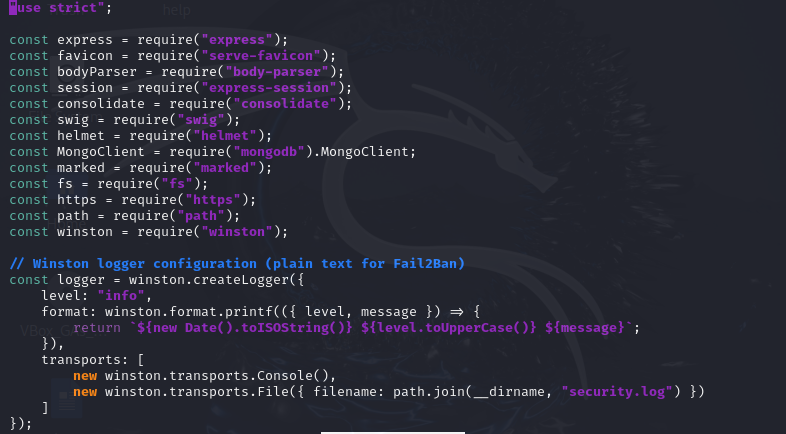 help
"use strict";
const express = require("express");
const favicon = require("serve-favicon");
const bodyParser = require("body-parser");
const session = require("express-session");
const consolidate = require("consolidate");
const swig = require("swig");
const helmet = require("helmet");
const MongoClient = require("mongodb").MongoClient;
const marked = require("marked");
const fs = require("fs");
const https = require("https");
const path = require("path");
const winston = require("winston");
// Winston logger configuration (plain text for Fail2Ban)
const logger = winston.createLogger({
    level: "info",
    format: winston.format.printf(({ level, message }) => {
        return `${new Date().toISOString()} ${level.toUpperCase()} ${message}`;
    }),
    transports: [
        new winston.transports.Console(),
        new winston.transports.File({ filename: path.join(__dirname, "security.log") })
    ]
});